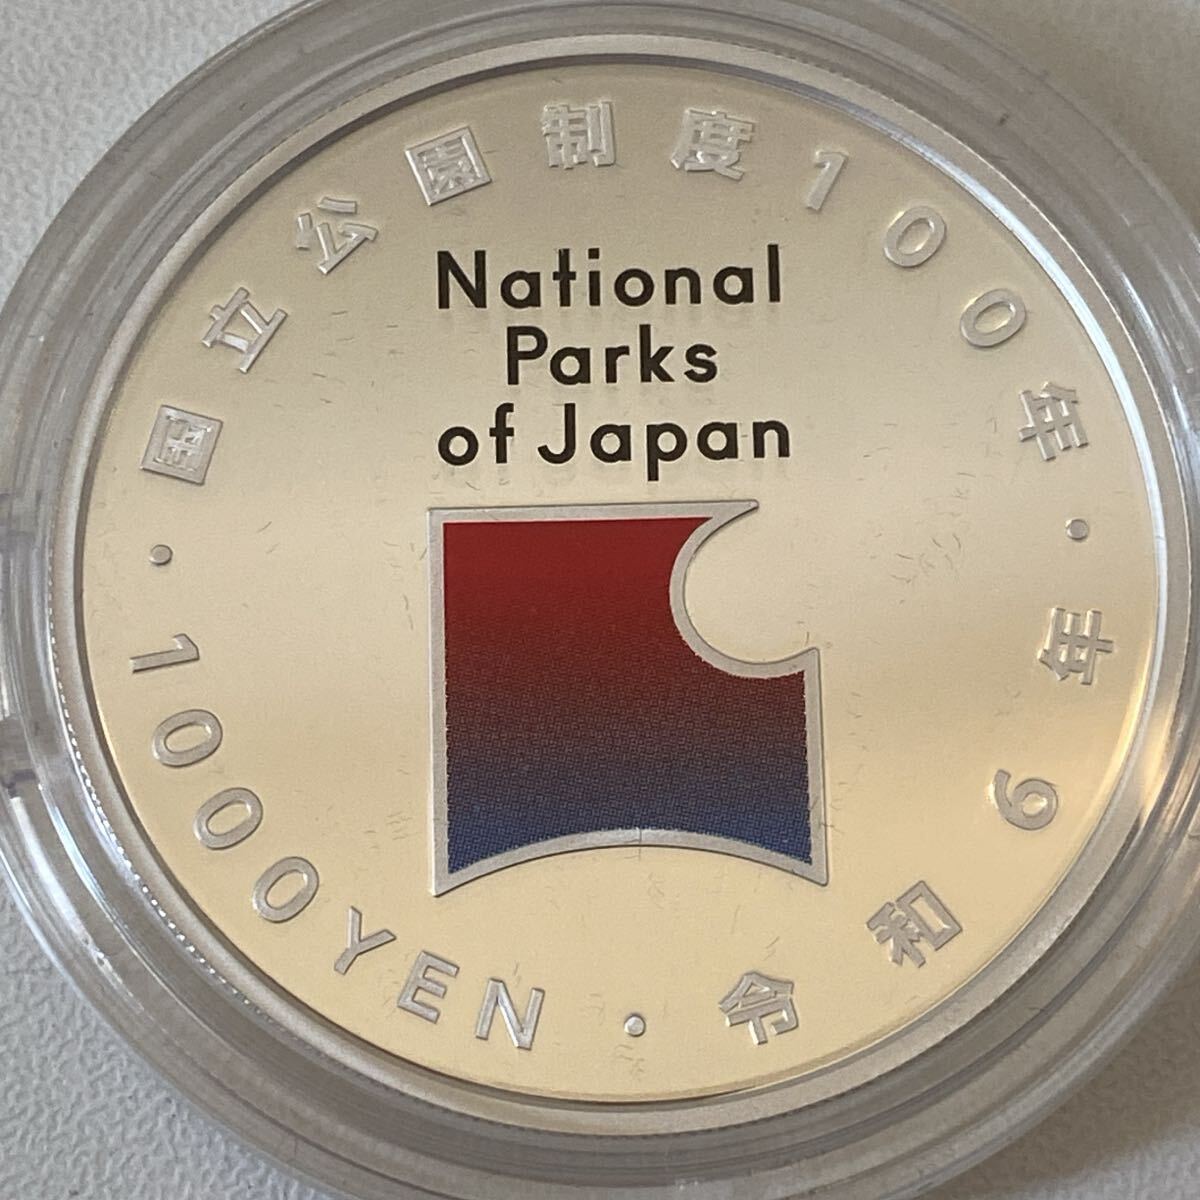 国立公園制度100年
National
Parks
of Japan
1000YEN・令和6年